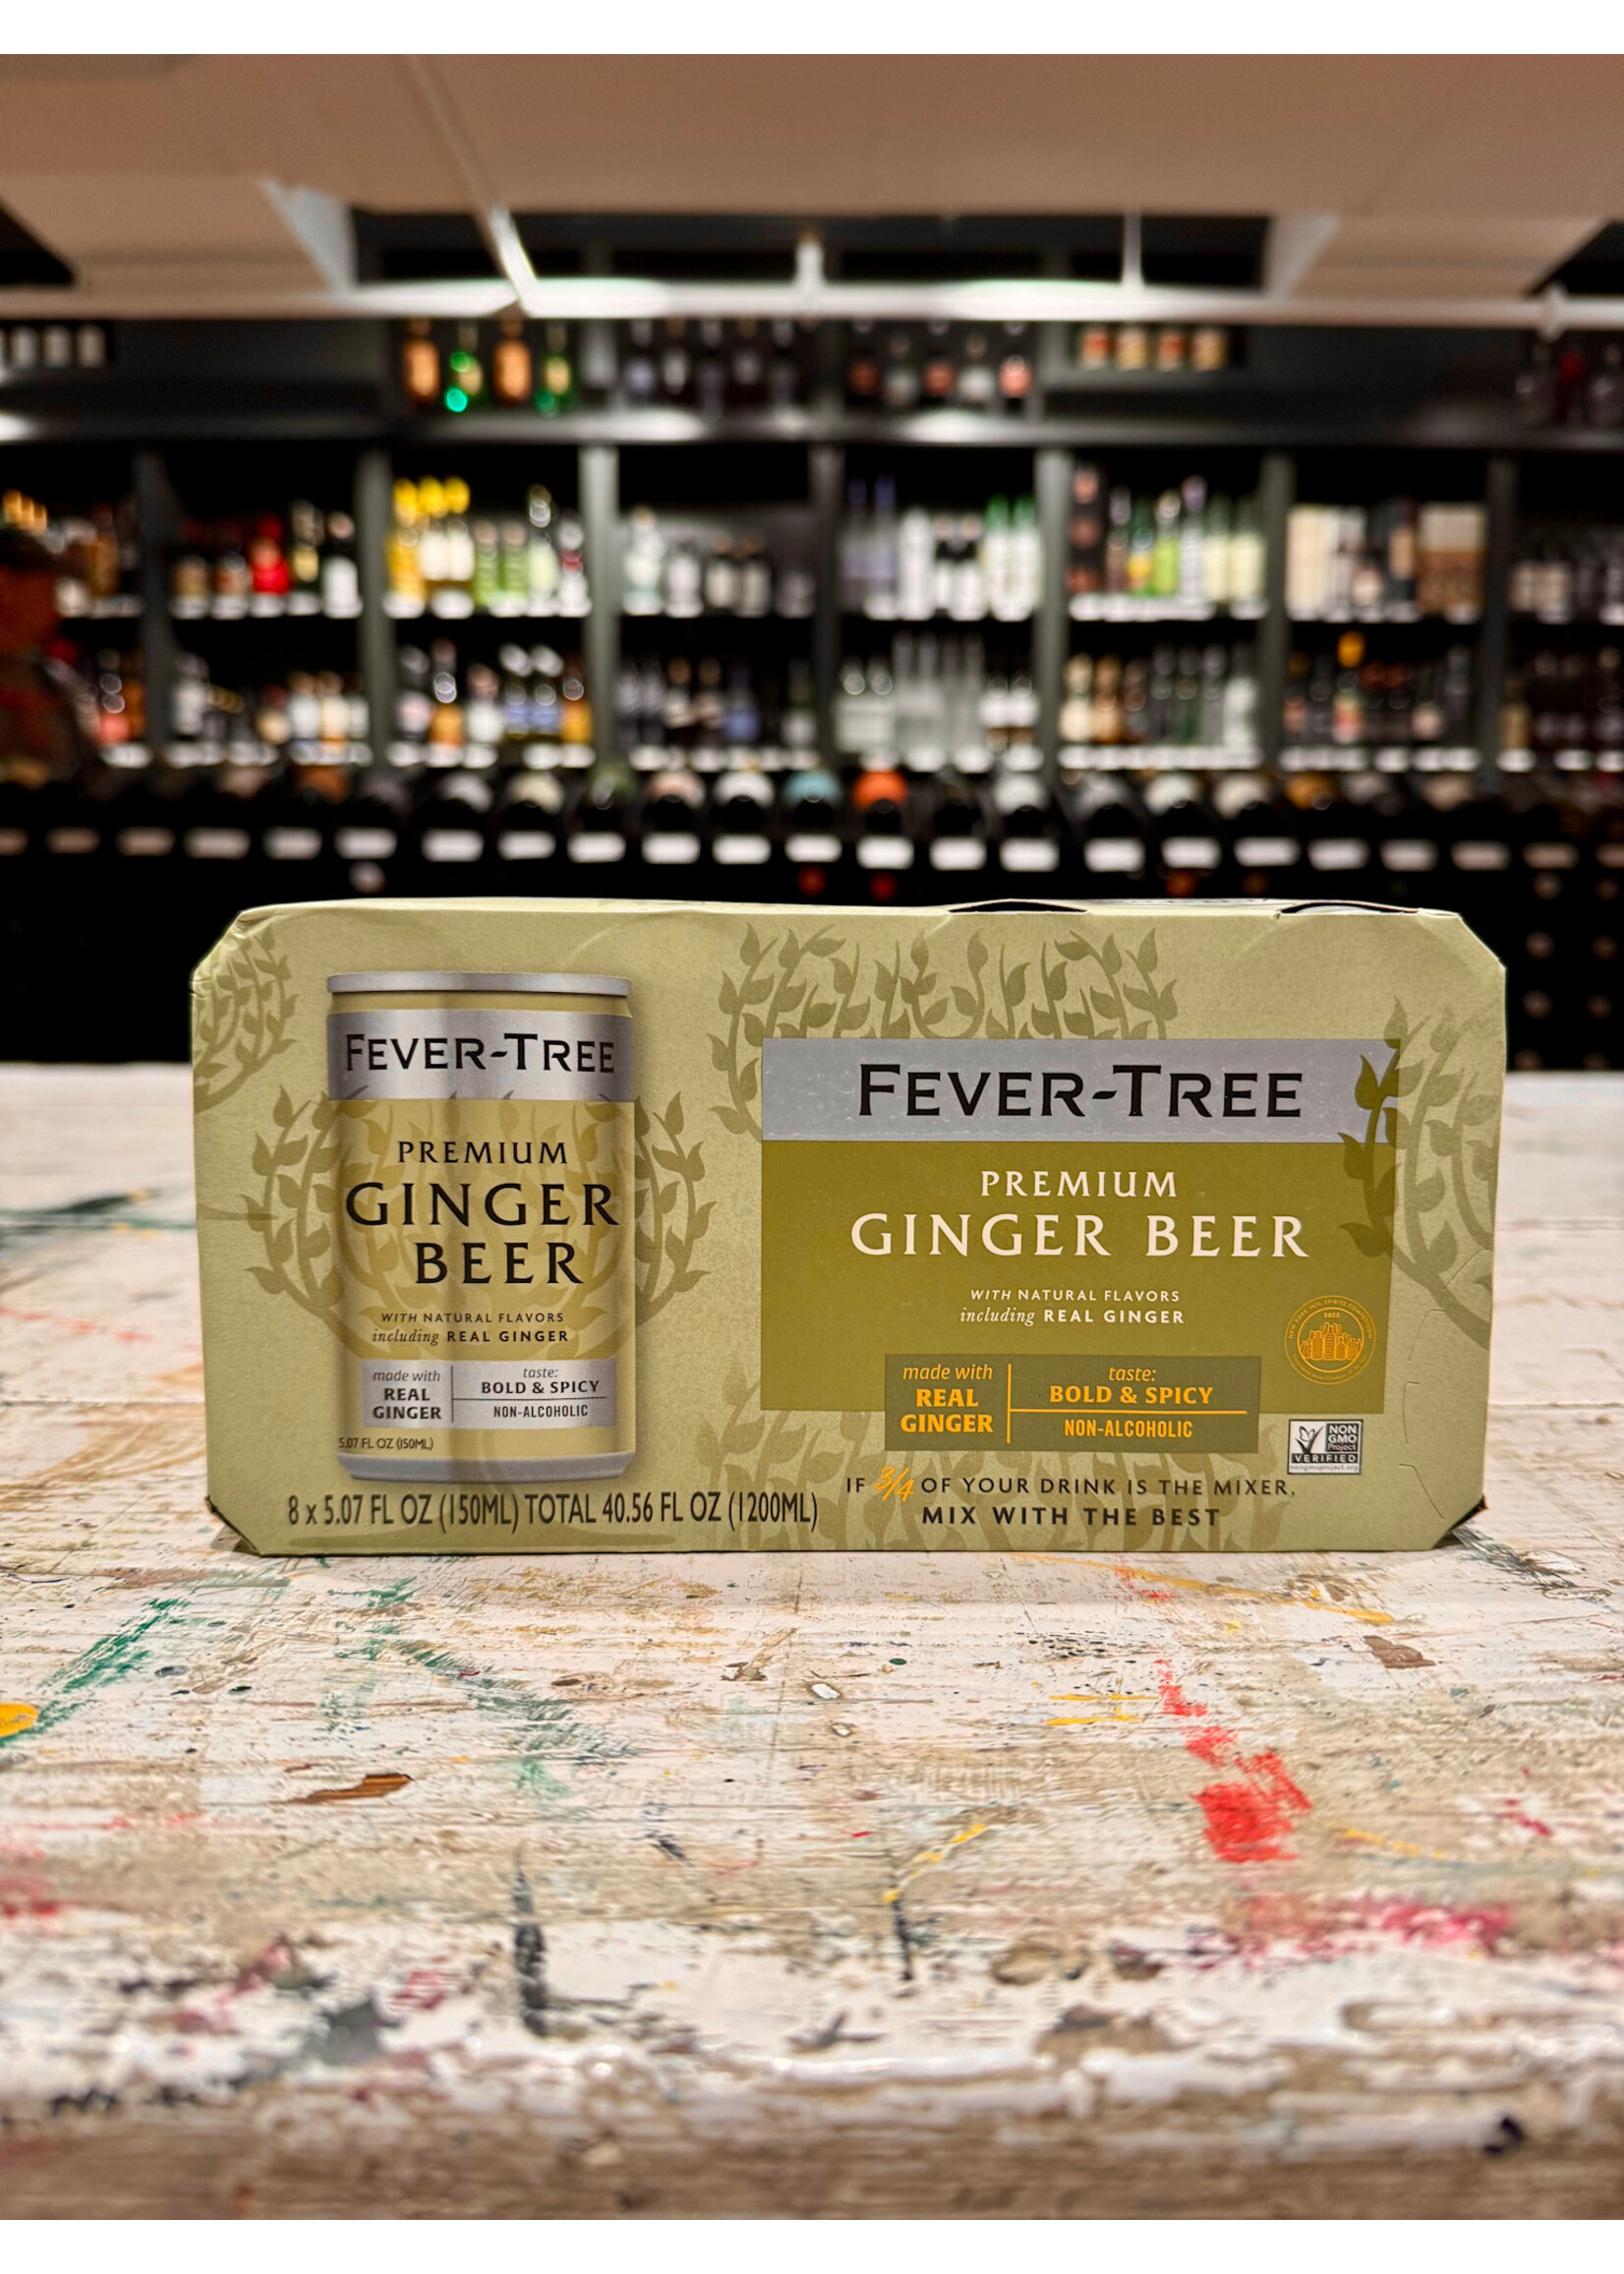 FEVER-TREE
PREMIUM
GINGER
BEER
WITH NATURAL FLAVORS
including REAL GINGER
made with
REAL
GINGER
taste:
BOLD & SPICY
NON-ALCOHOLIC
5.07 FL OZ (150ML)
8 x 5.07 FL OZ (150ML) TOTAL 40.56 FL OZ (1200ML)
FEVER-TREE
PREMIUM
GINGER BEER
WITH NATURAL FLAVORS
including REAL GINGER
made with
REAL
GINGER
taste:
BOLD & SPICY
NON-ALCOHOLIC
IF 3/4 OF YOUR DRINK IS THE MIXER,
MIX WITH THE BEST
NON
GMO
Project
VERIFIED
nongmoproject.org